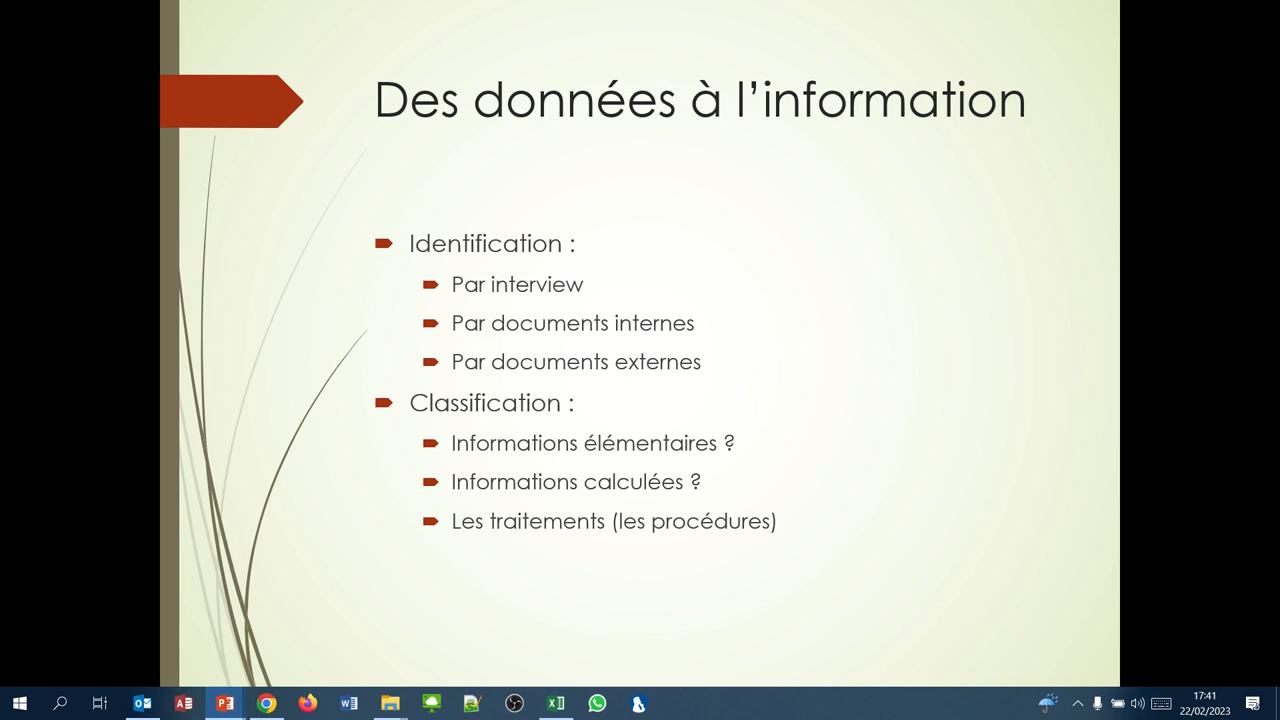 Des données à l’information
Identification :
Par interview
Par documents internes
Par documents externes
Classification :
Informations élémentaires ?
Informations calculées ?
Les traitements (les procédures)
17:41
22/02/2023